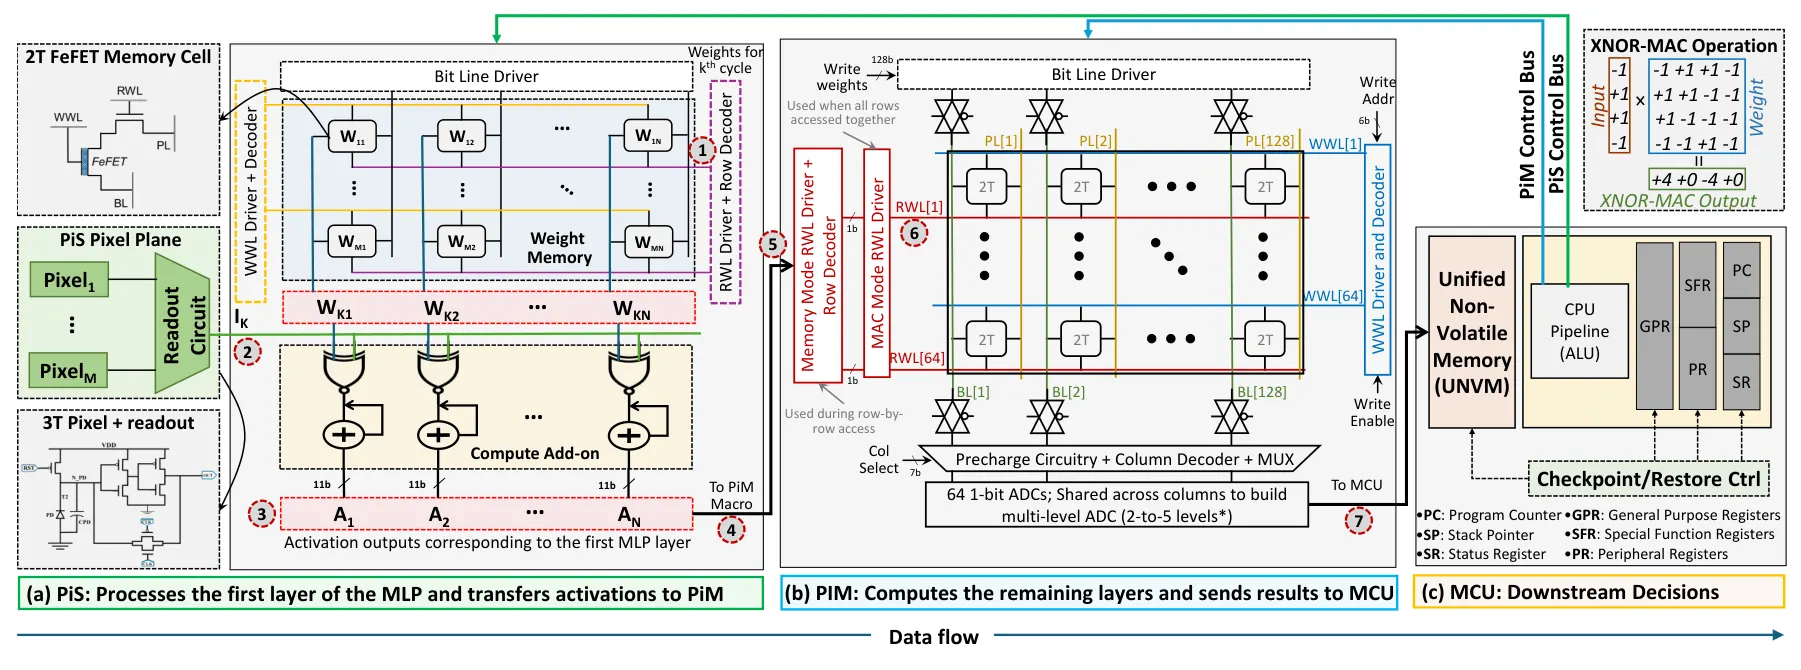 2T FeFET Memory Cell
RWL
WWL
FeFET
PL
BL
PiS Pixel Plane
Pixel1
Pixel M
Readout Circuit
3T Pixel + readout
VDD
RST
N_PD
T2
PD
CPD
OUT
Weights for
kth cycle
Bit Line Driver
WWL Driver + Decoder
RWL Driver + Row Decoder
W11
W12
...
W1N
1
WM1
WM2
WMN
Weight
Memory
IK
2
WK1
WK2
...
WKN
...
Compute Add-on
11b
11b
11b
3
A1
A2
...
AN
To PiM
Macro
4
Activation outputs corresponding to the first MLP layer
(a) PiS: Processes the first layer of the MLP and transfers activations to PiM
Write
weights
128b
Bit Line Driver
Write
Addr
6b
Used when all rows
accessed together
PL[1]
PL[2]
PL[128]
WWL[1]
5
Memory Mode RWL Driver +
Row Decoder
MAC Mode RWL Driver
1b
RWL[1]
6
2T
2T
2T
WWL Driver and Decoder
WWL[64]
2T
2T
2T
1b
RWL[64]
BL[1]
BL[2]
BL[128]
Used during row-by-
row access
Write
Enable
Col
Select
7b
Precharge Circuitry + Column Decoder + MUX
64 1-bit ADCs; Shared across columns to build
multi-level ADC (2-to-5 levels*)
To MCU
7
(b) PIM: Computes the remaining layers and sends results to MCU
PiM Control Bus
PiS Control Bus
XNOR-MAC Operation
Input
-1
+1
+1
-1
x
-1 +1 +1 -1
+1 +1 -1 -1
+1 -1 -1 -1
-1 -1 +1 -1
Weight
=
+4 +0 -4 +0
XNOR-MAC Output
Unified
Non-
Volatile
Memory
(UNVM)
CPU
Pipeline
(ALU)
GPR
SFR
PR
PC
SP
SR
Checkpoint/Restore Ctrl
•PC: Program Counter
•GPR: General Purpose Registers
•SP: Stack Pointer
•SFR: Special Function Registers
•SR: Status Register
•PR: Peripheral Registers
(c) MCU: Downstream Decisions
Data flow